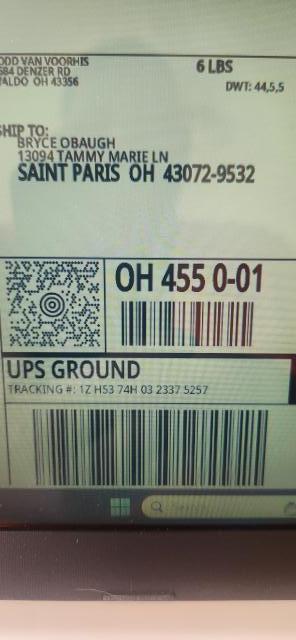 ODD VAN VOORHIS
684 DENZER RD
ALDO OH 43356
6 LBS
DWT: 44,5,5
SHIP TO:
BRYCE OBAUGH
13094 TAMMY MARIE LN
SAINT PARIS OH 43072-9532
OH 455 0-01
UPS GROUND
TRACKING #: 1Z H53 74H 03 2337 5257